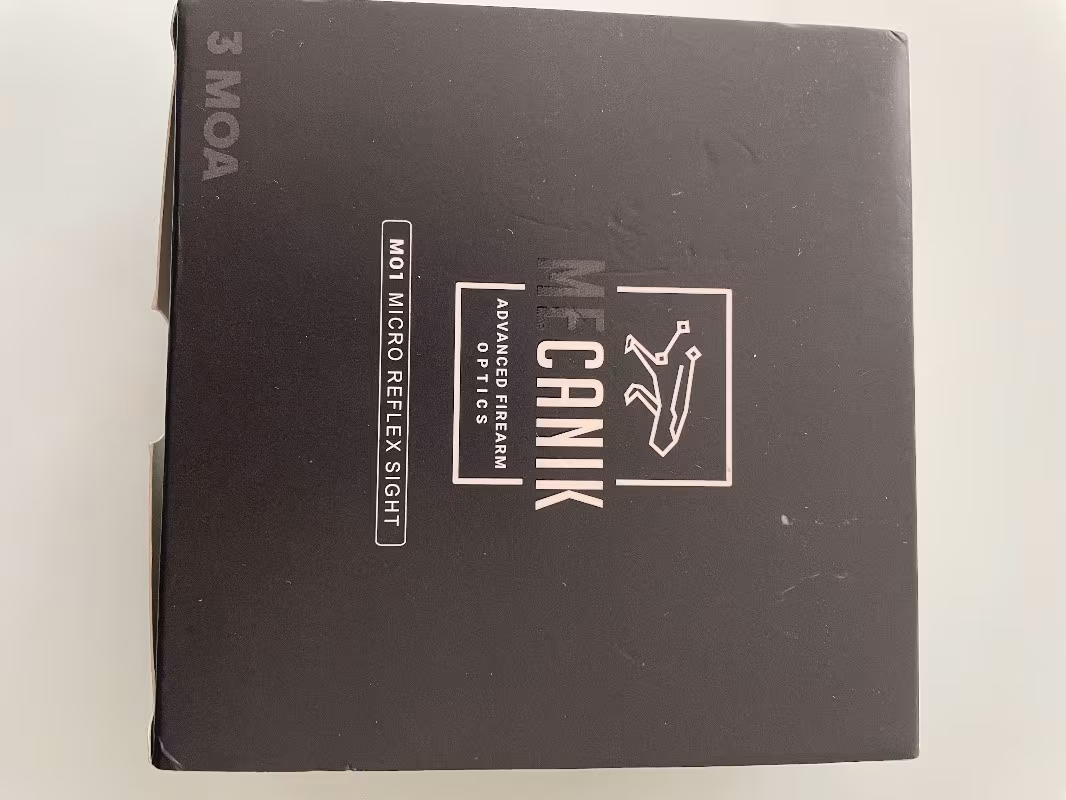 MECANIK
ADVANCED FIREARM
OPTICS
M01 MICRO REFLEX SIGHT
3 MOA